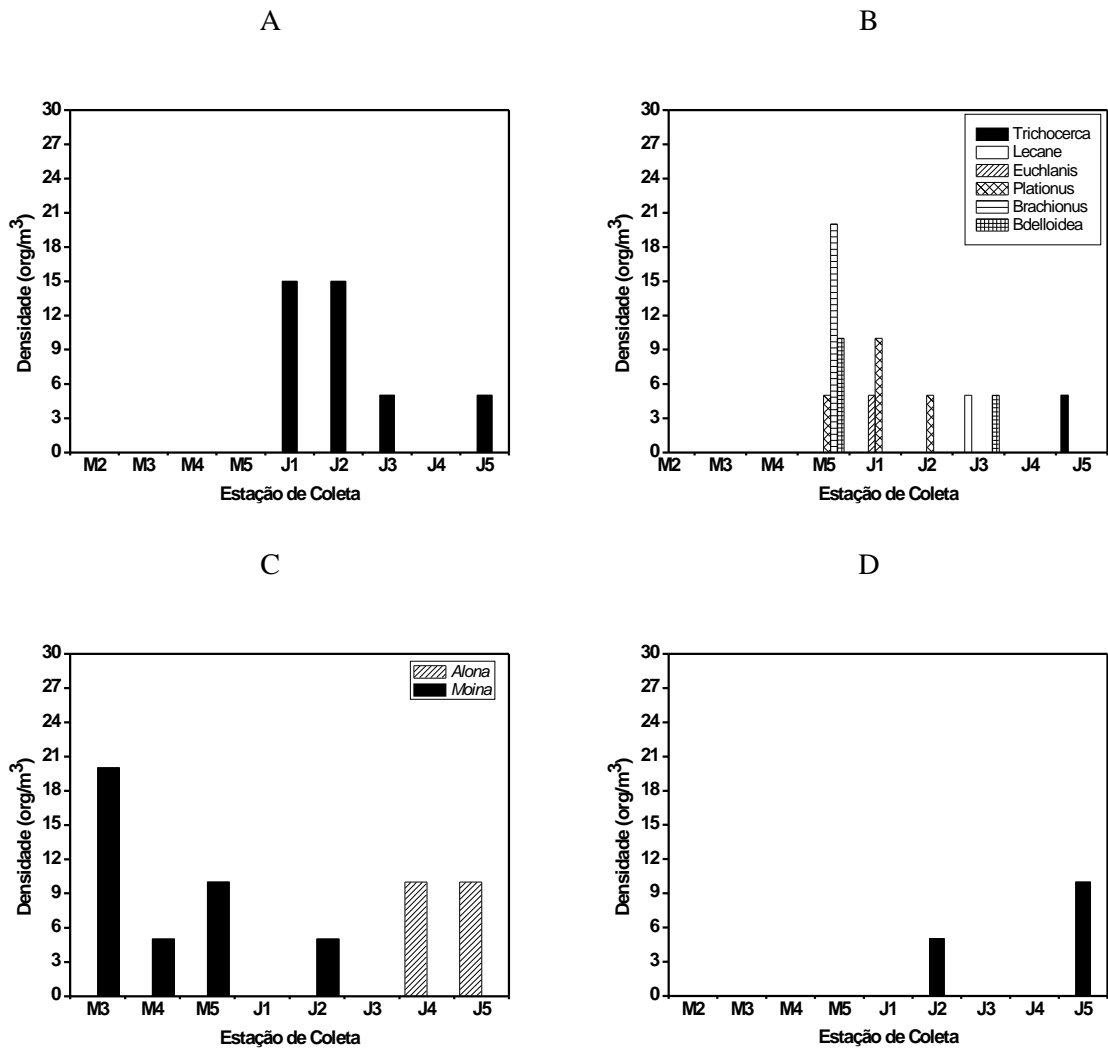 A
30
27
24
21
18
15
12
9
6
3
0
Densidade (org/m³)
M2 M3 M4 M5 J1 J2 J3 J4 J5
Estação de Coleta
B
30
27
24
21
18
15
12
9
6
3
0
Densidade (org/m³)
Trichocerca
Lecane
Euchlanis
Plationus
Brachionus
Bdelloidea
M2 M3 M4 M5 J1 J2 J3 J4 J5
Estação de Coleta
C
30
27
24
21
18
15
12
9
6
3
0
Densidade (org/m³)
Alona
Moina
M3 M4 M5 J1 J2 J3 J4 J5
Estação de Coleta
D
30
27
24
21
18
15
12
9
6
3
0
Densidade (org/m³)
M2 M3 M4 M5 J1 J2 J3 J4 J5
Estação de Coleta